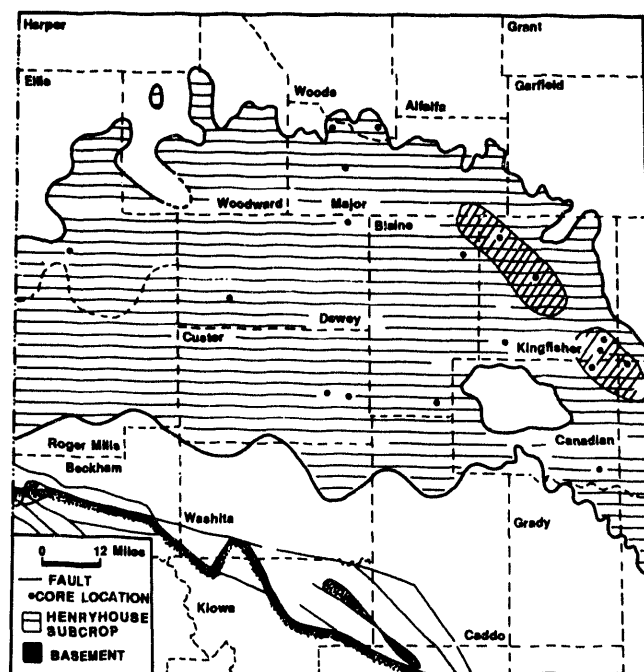 Harper
Grant
Ellis
Woods
Alfalfa
Garfield
Woodward
Major
Blaine
Dewey
Custer
Kingfisher
Canadian
Roger Mills
Beckham
Washita
Grady
Kiowa
Caddo
0 12 Miles
FAULT
CORE LOCATION
HENRYHOUSE
SUBCROP
BASEMENT